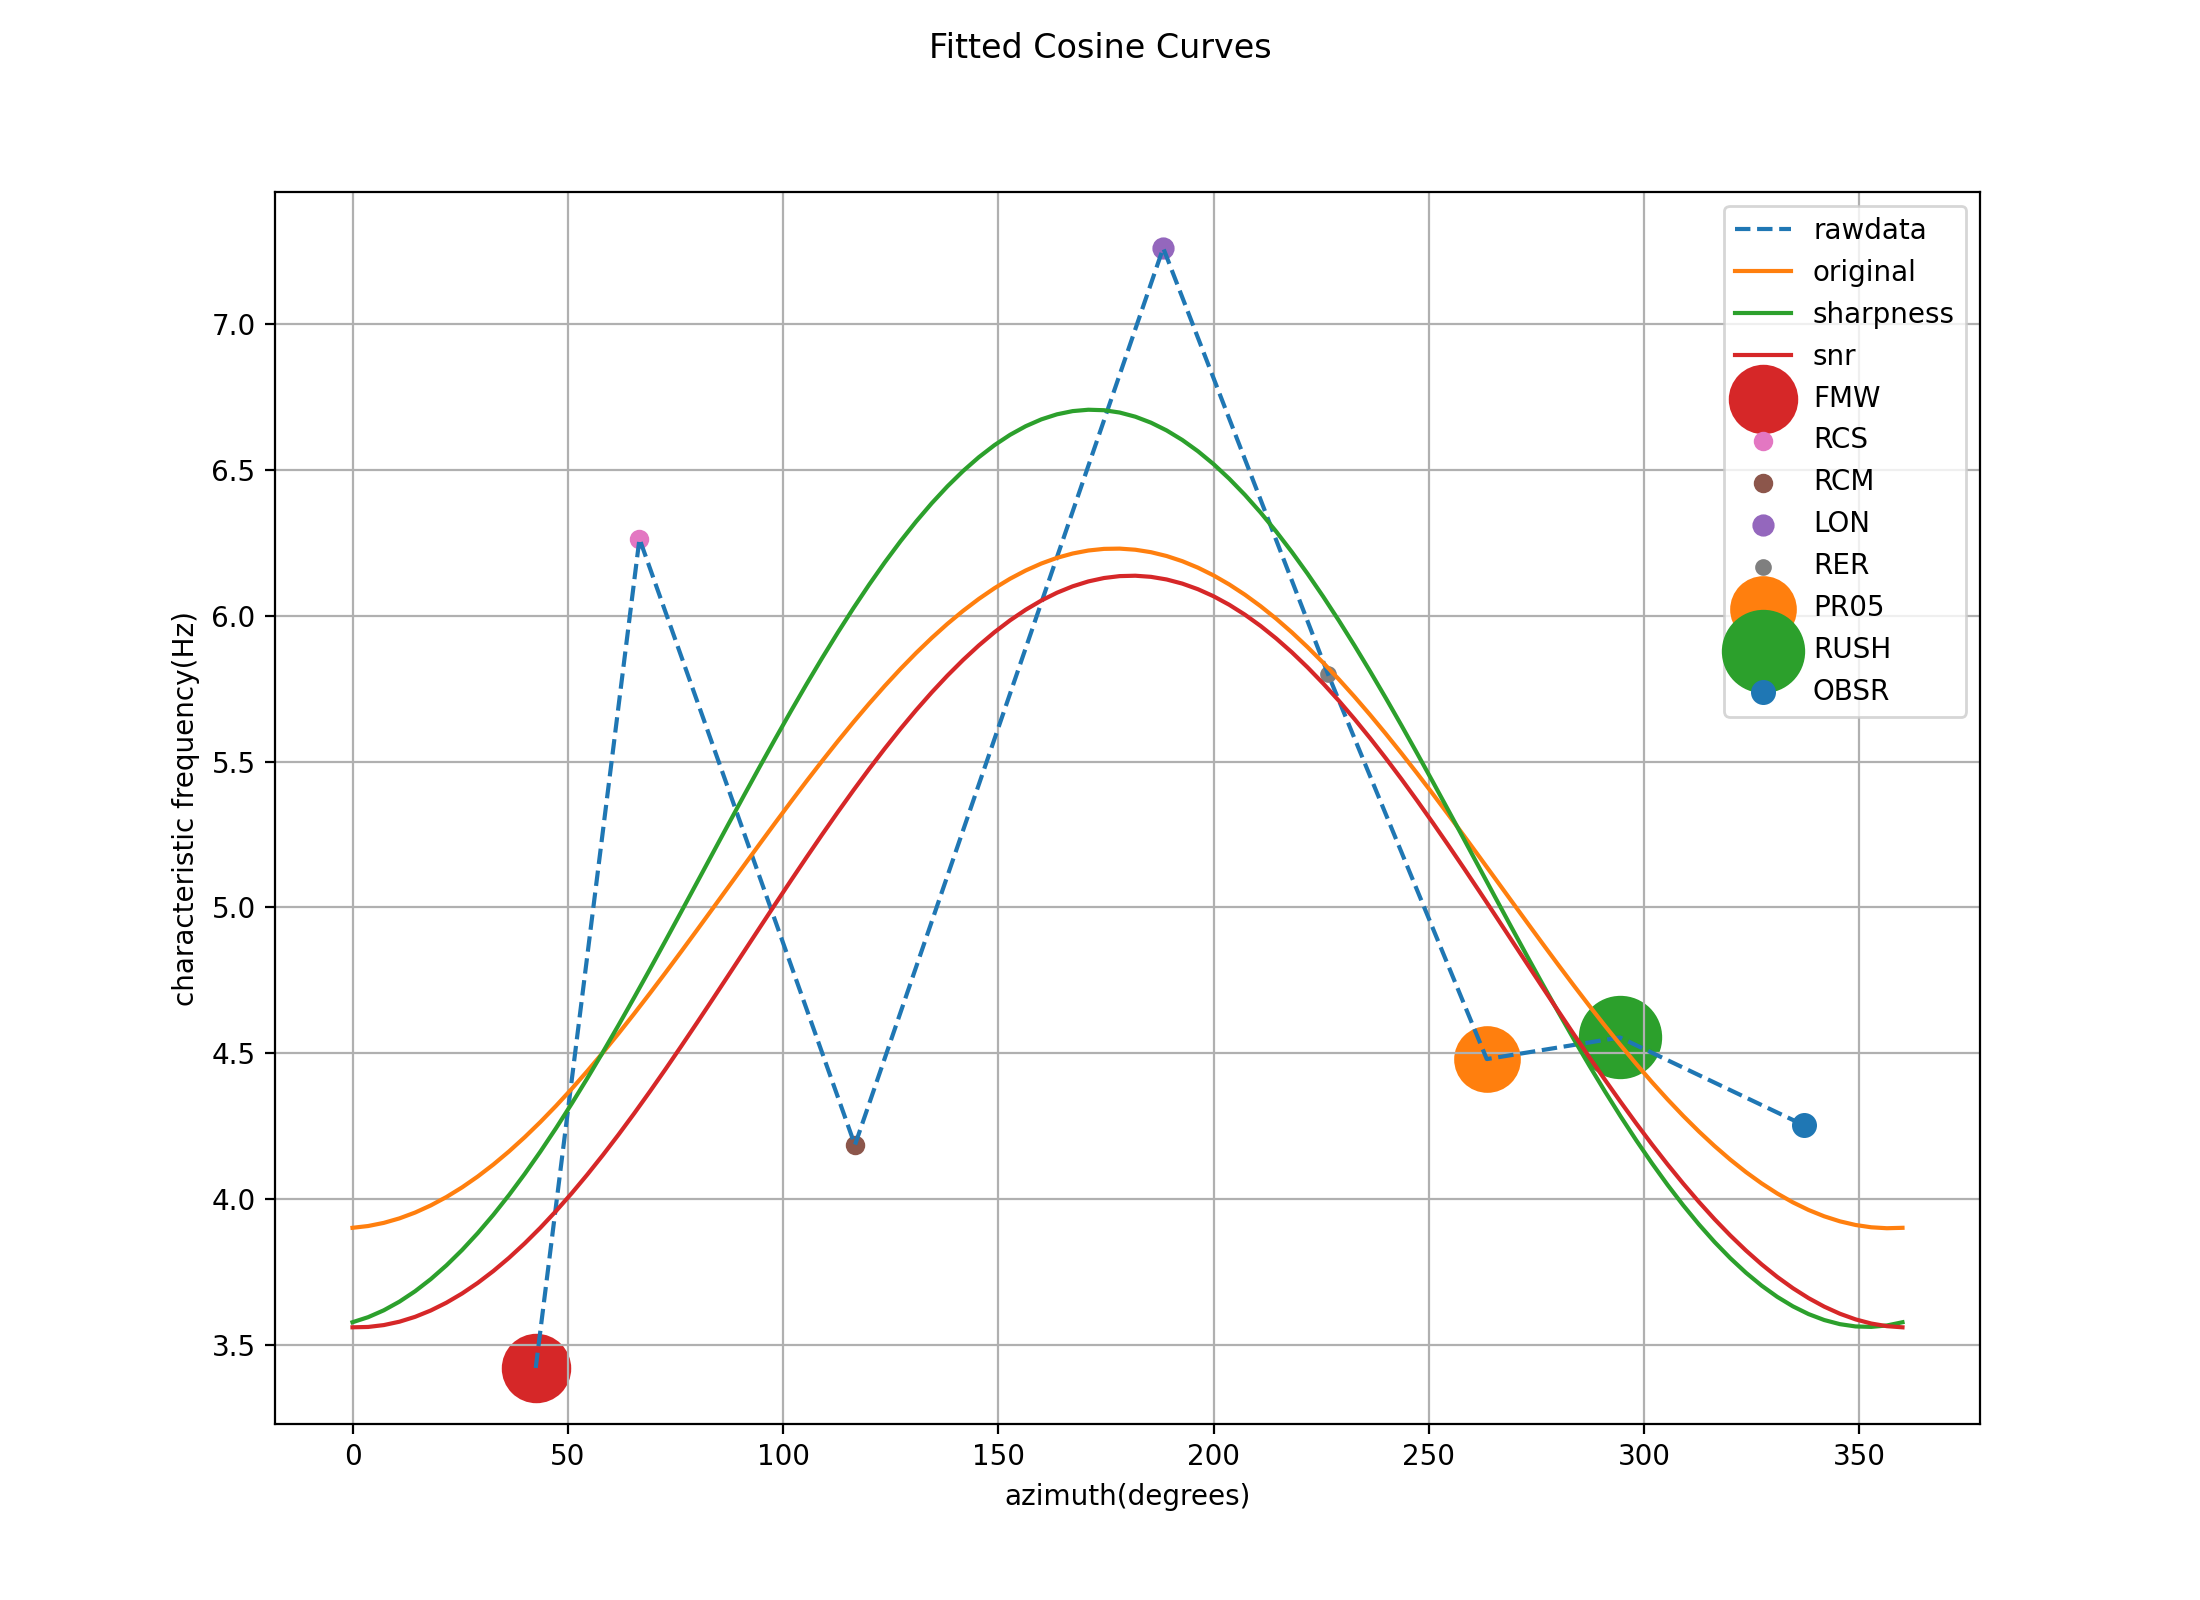 Fitted Cosine Curves
characteristic frequency(Hz)
7.0
6.5
6.0
5.5
5.0
4.5
4.0
3.5
rawdata
original
sharpness
snr
FMW
RCS
RCM
LON
RER
PR05
RUSH
OBSR
0 50 100 150 200 250 300 350
azimuth(degrees)